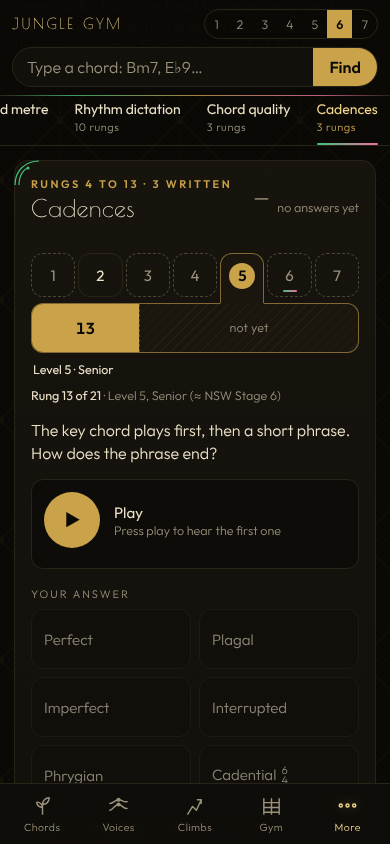 JUNGLE GYM
1 2 3 4 5 6 7
Type a chord: Bm7, E♭9…
Find
d metre
10 rungs
Rhythm dictation
Chord quality
3 rungs
Cadences
3 rungs
RUNGS 4 TO 13 · 3 WRITTEN
Cadences
— no answers yet
1 2 3 4 5 6 7
13
not yet
Level 5 · Senior
Rung 13 of 21 · Level 5, Senior (≈ NSW Stage 6)
The key chord plays first, then a short phrase.
How does the phrase end?
Play
Press play to hear the first one
YOUR ANSWER
Perfect
Plagal
Imperfect
Interrupted
Phrygian
Cadential 6 4
Chords
Voices
Climbs
Gym
More